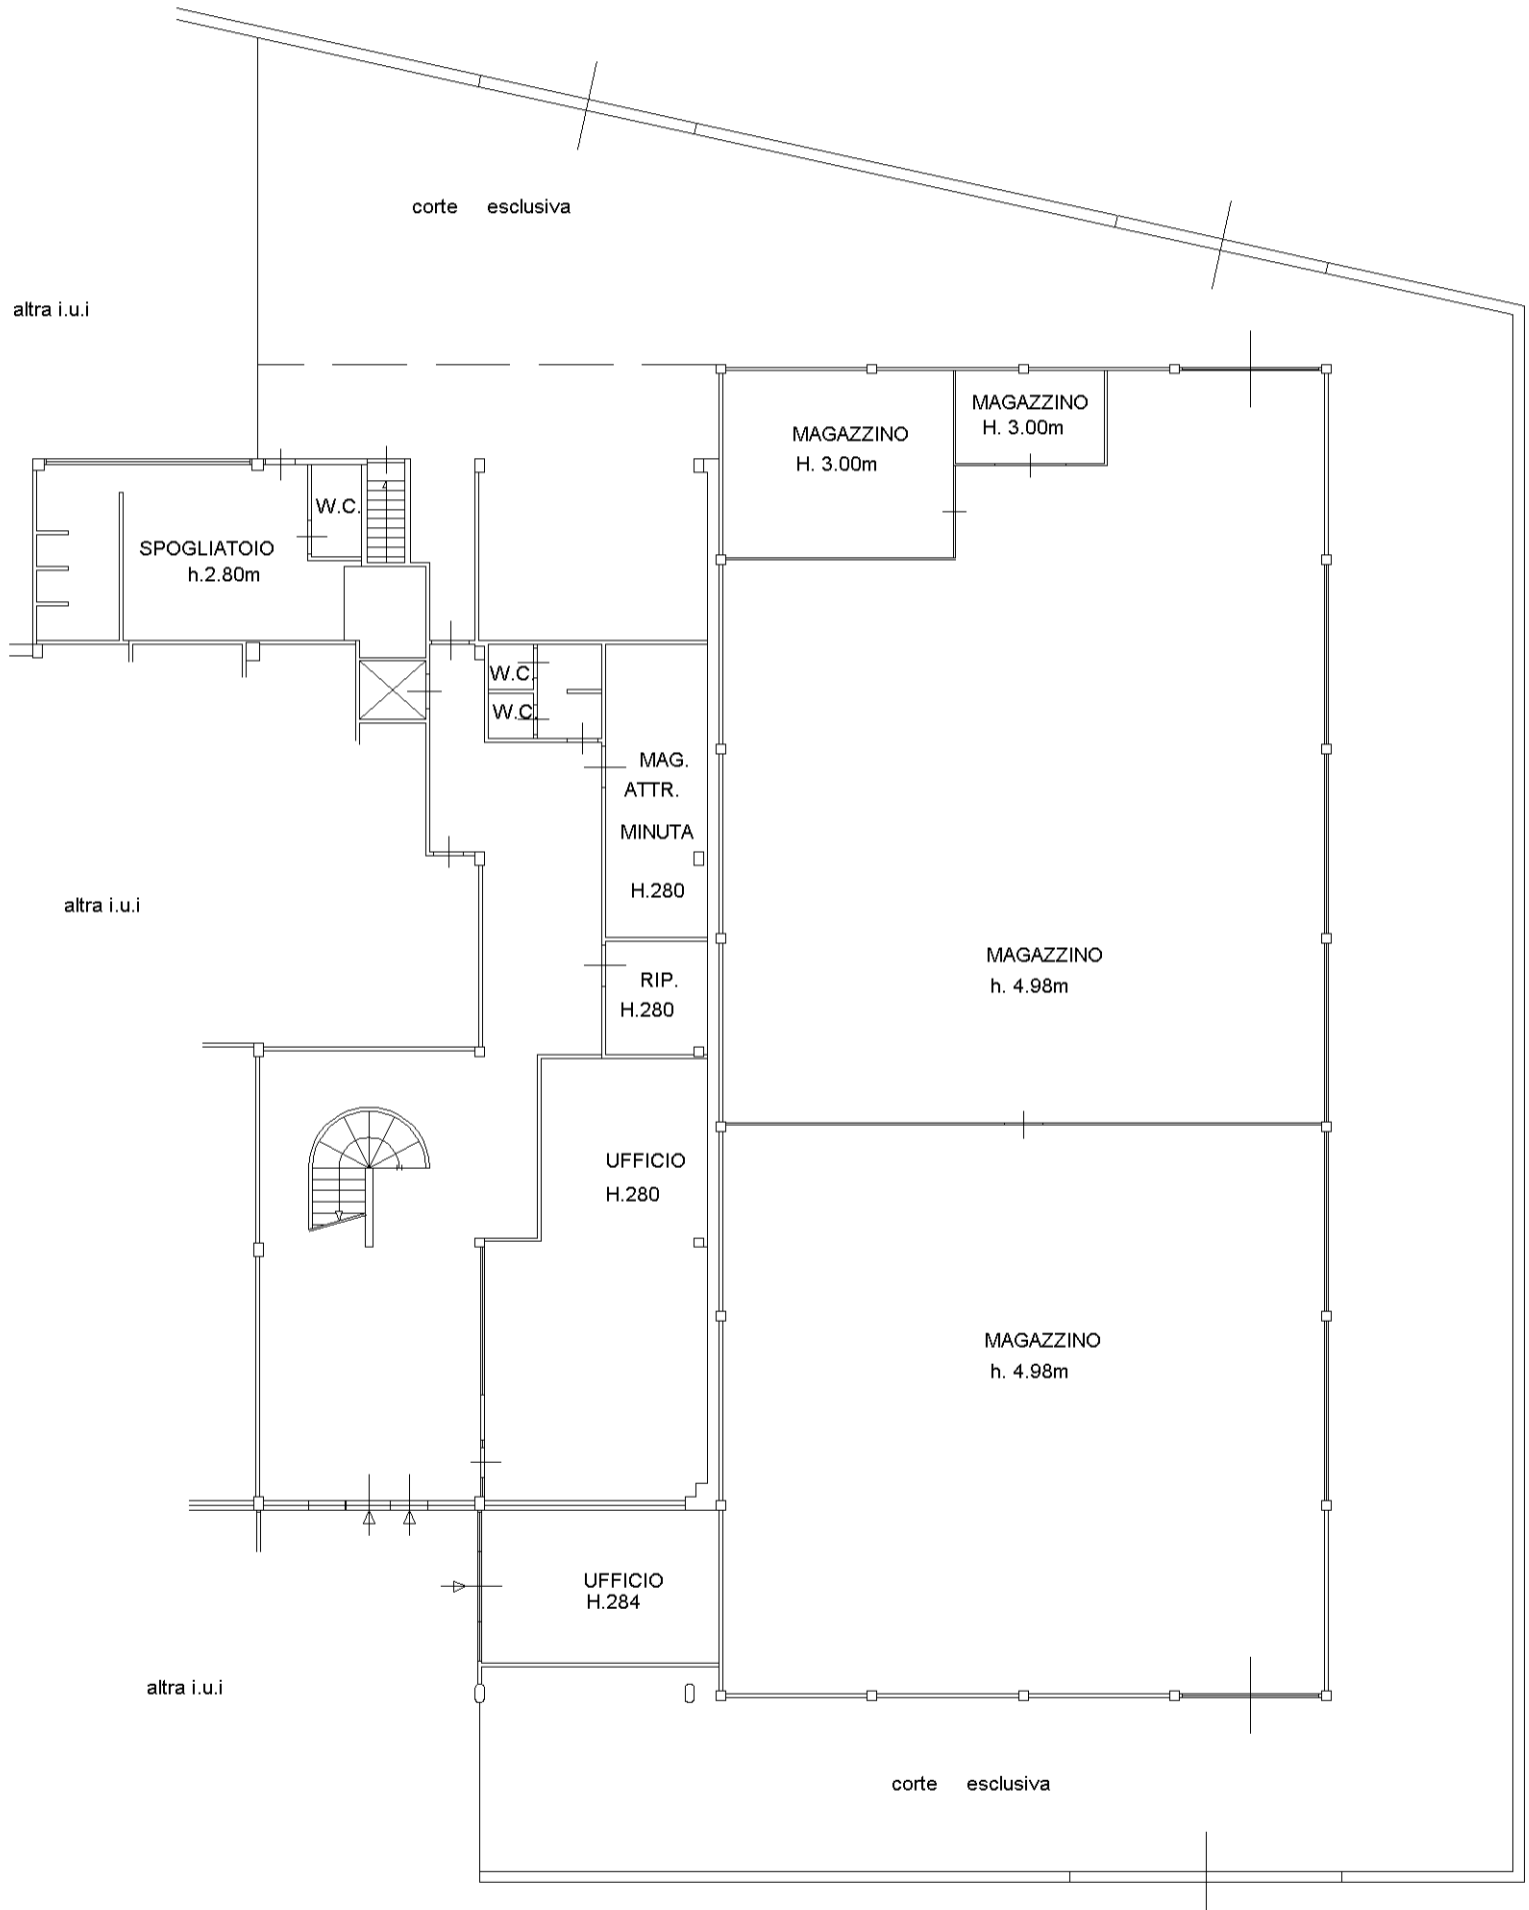 corte esclusiva
altra i.u.i
MAGAZZINO
H. 3.00m
MAGAZZINO
H. 3.00m
W.C.
SPOGLIATOIO
h.2.80m
W.C.
W.C.
MAG.
ATTR.
MINUTA
H.280
altra i.u.i
MAGAZZINO
h. 4.98m
RIP.
H.280
UFFICIO
H.280
MAGAZZINO
h. 4.98m
UFFICIO
H.284
altra i.u.i
corte esclusiva